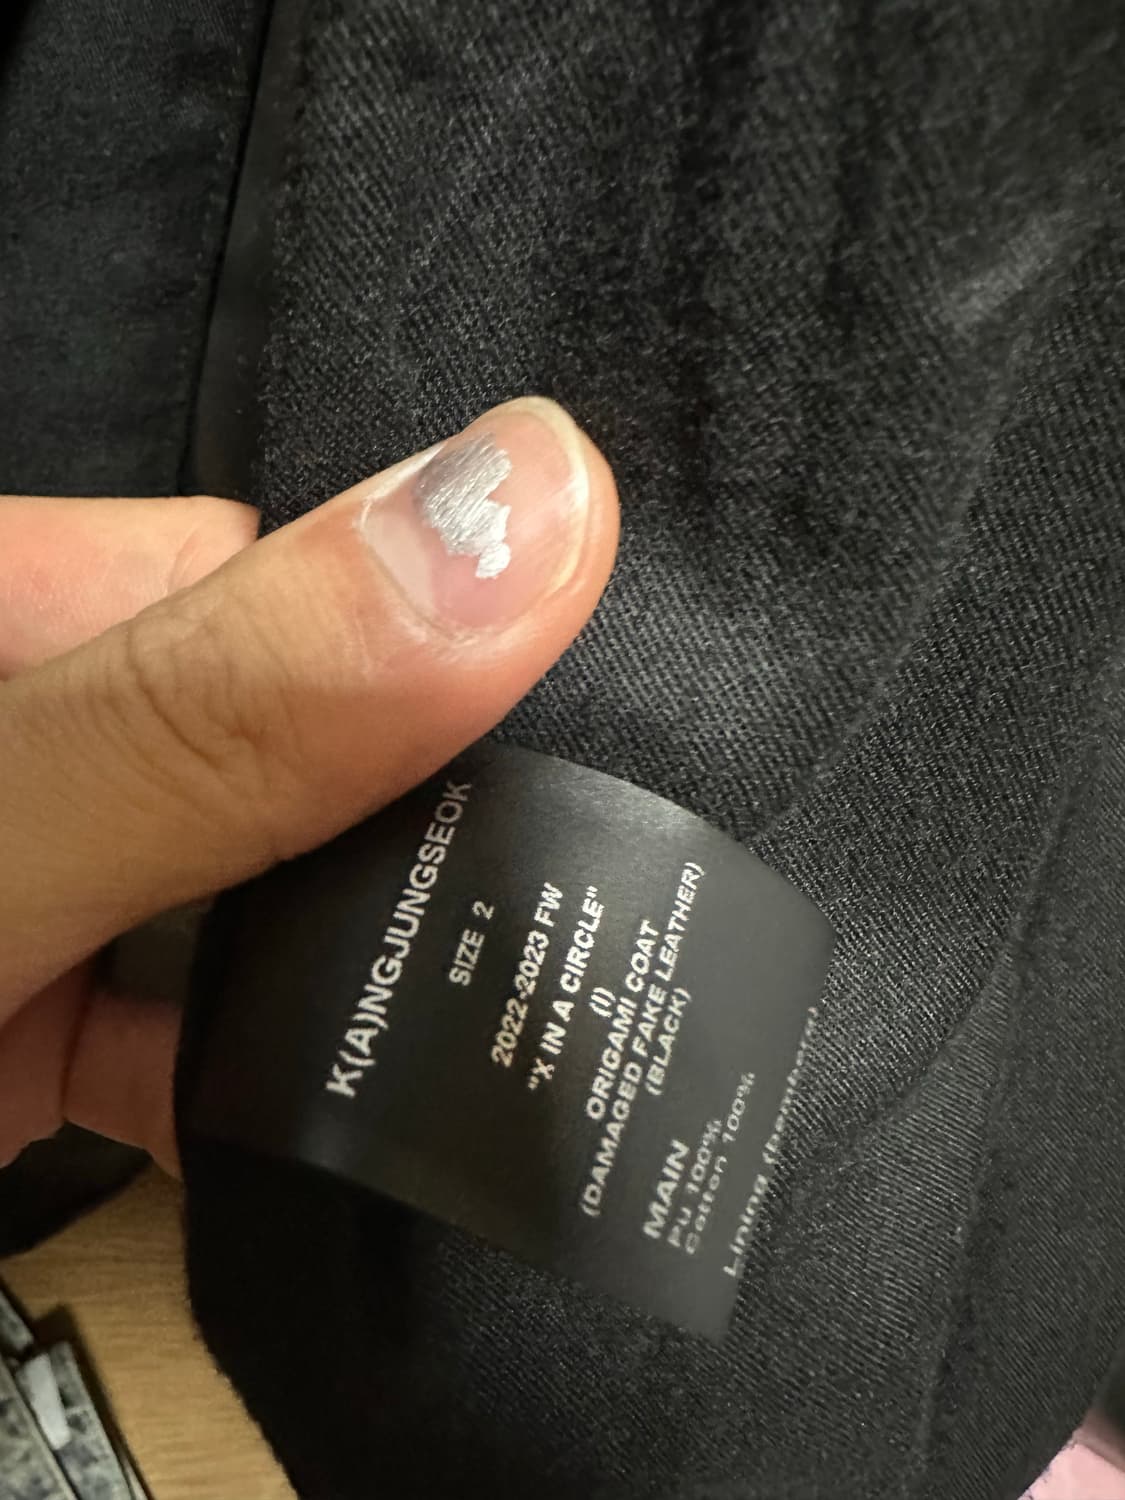 K(A)NGJUNGSEOK
SIZE 2
2022-2023 FW
"X IN A CIRCLE"
(I)
ORIGAMI COAT
(DAMAGED FAKE LEATHER)
(BLACK)
MAIN
PU 100%
Cotton 100%
Lining